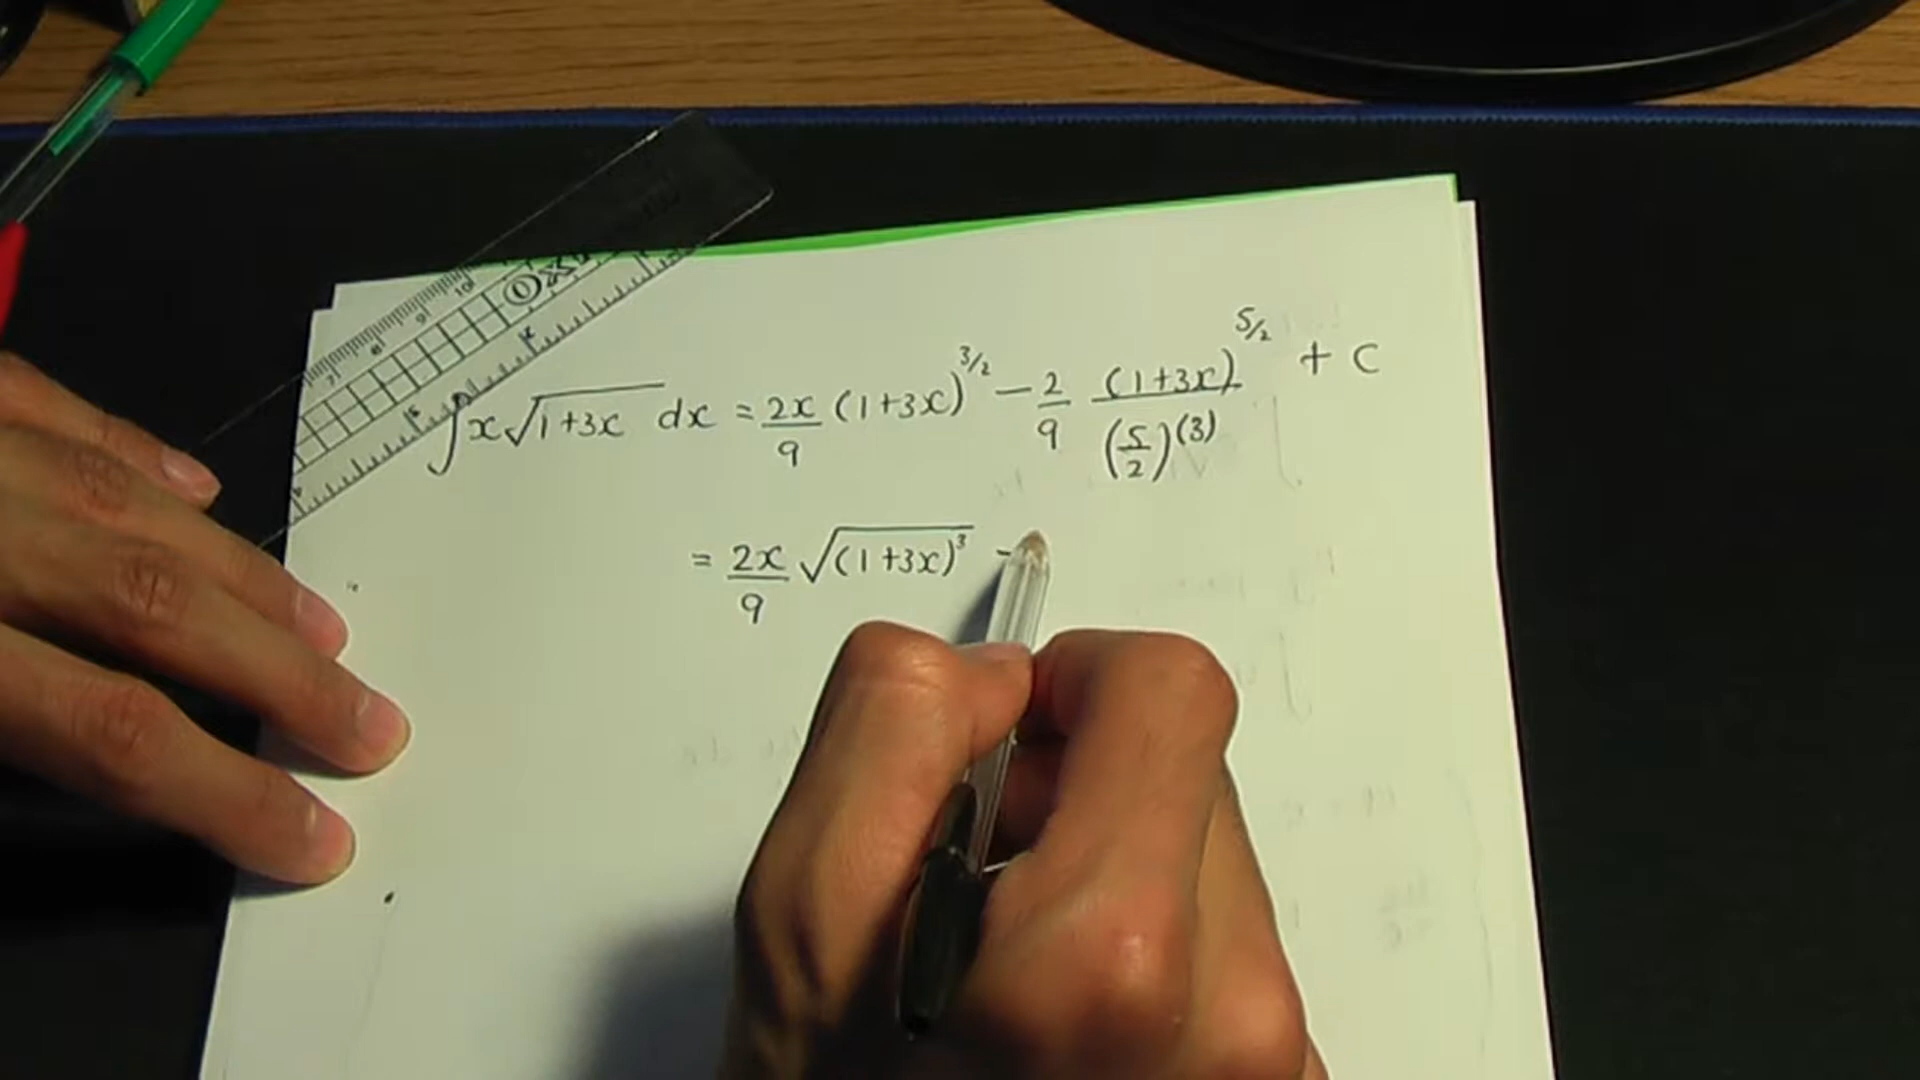 ∫x√(1+3x) dx = 2x/9 (1+3x)^3/2 − 2/9 (1+3x)^5/2 / (5/2)(3) + C
= 2x/9 √(1+3x)^3 −